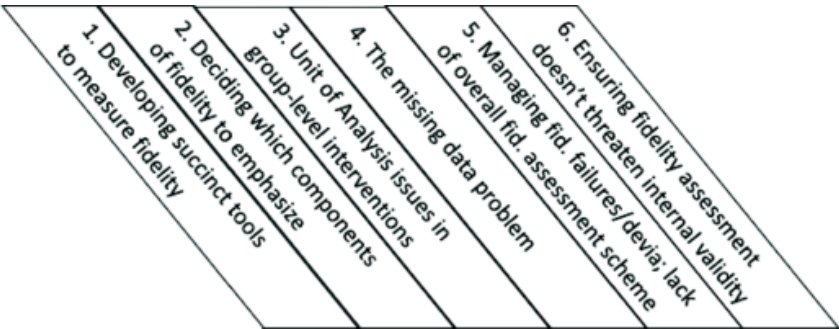 1. Developing succinct tools
to measure fidelity
2. Deciding which components
of fidelity to emphasize
3. Unit of Analysis issues in
group-level interventions
4. The missing data problem
5. Managing fid. failures/devia; lack
of overall fid. assessment scheme
6. Ensuring fidelity assessment
doesn't threaten internal validity